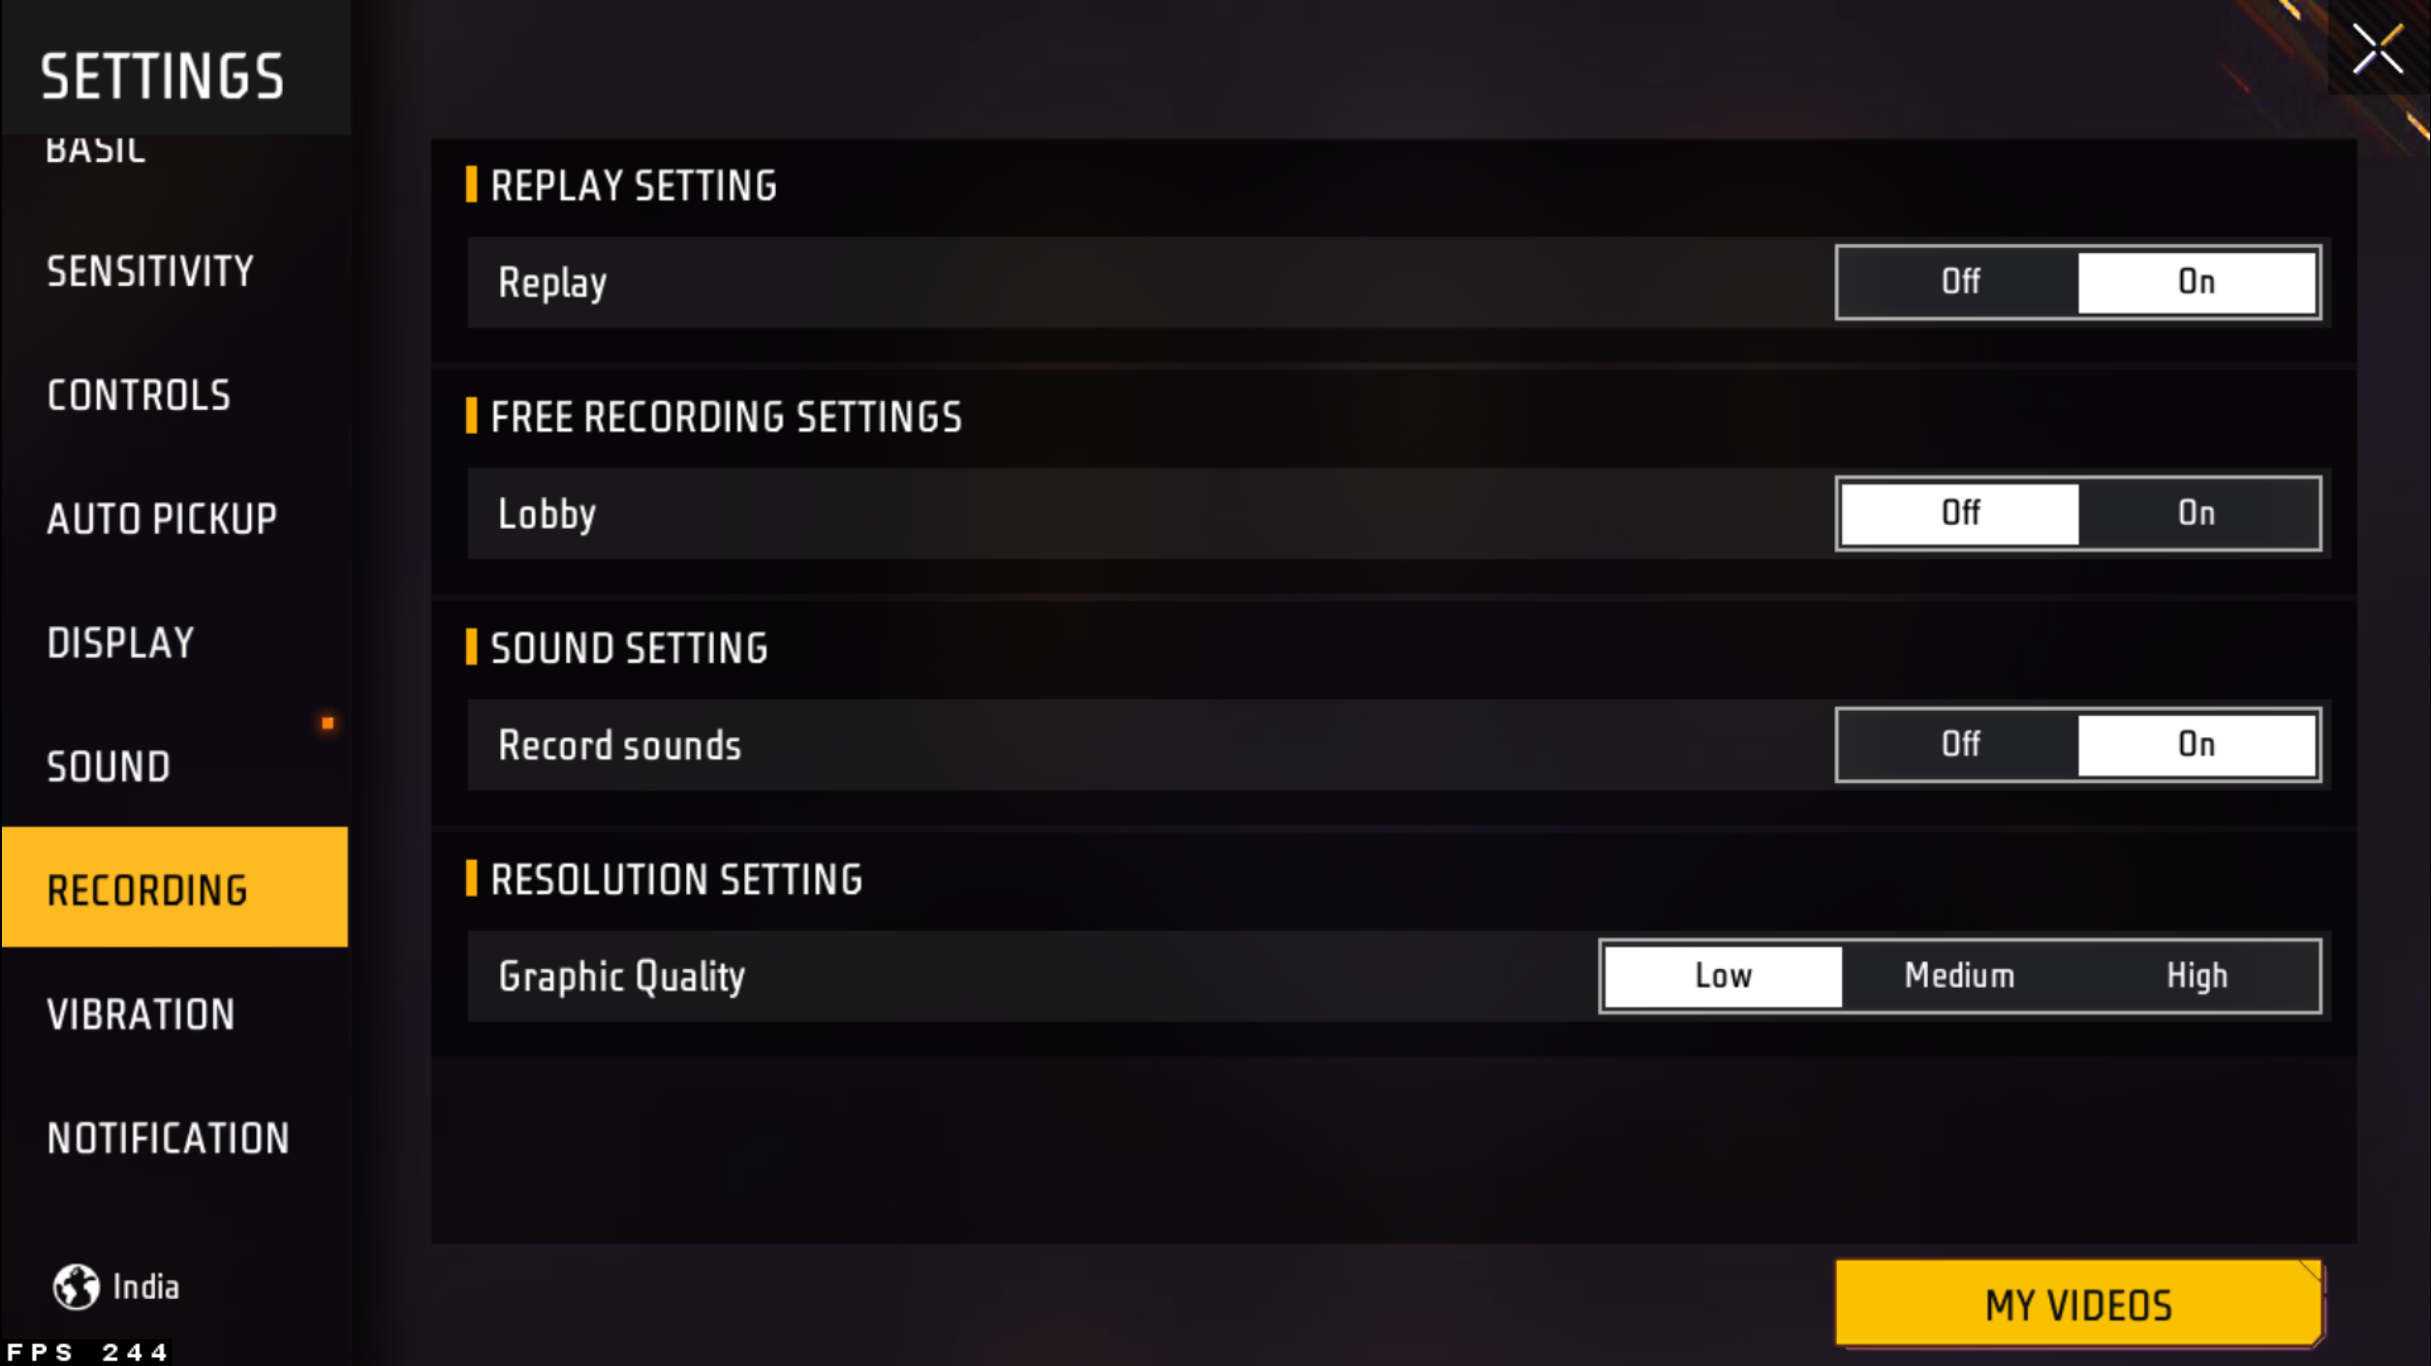 SETTINGS
BASIC
SENSITIVITY
CONTROLS
AUTO PICKUP
DISPLAY
SOUND
RECORDING
VIBRATION
NOTIFICATION
India
FPS 244
REPLAY SETTING
Replay Off On
FREE RECORDING SETTINGS
Lobby Off On
SOUND SETTING
Record sounds Off On
RESOLUTION SETTING
Graphic Quality Low Medium High
MY VIDEOS